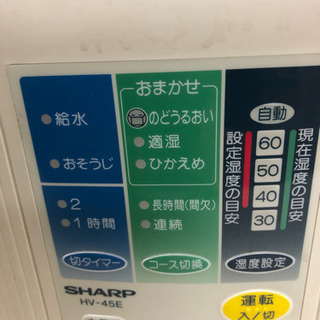 給水
おそうじ
2
1時間
切タイマー
おまかせ
のどうるおい
適湿
ひかえめ
長時間(間欠)
連続
コース切換
自動
設定湿度の目安
60
50
40
30
現在湿度の目安
湿度設定
SHARP
HV-45E
運転
入/切